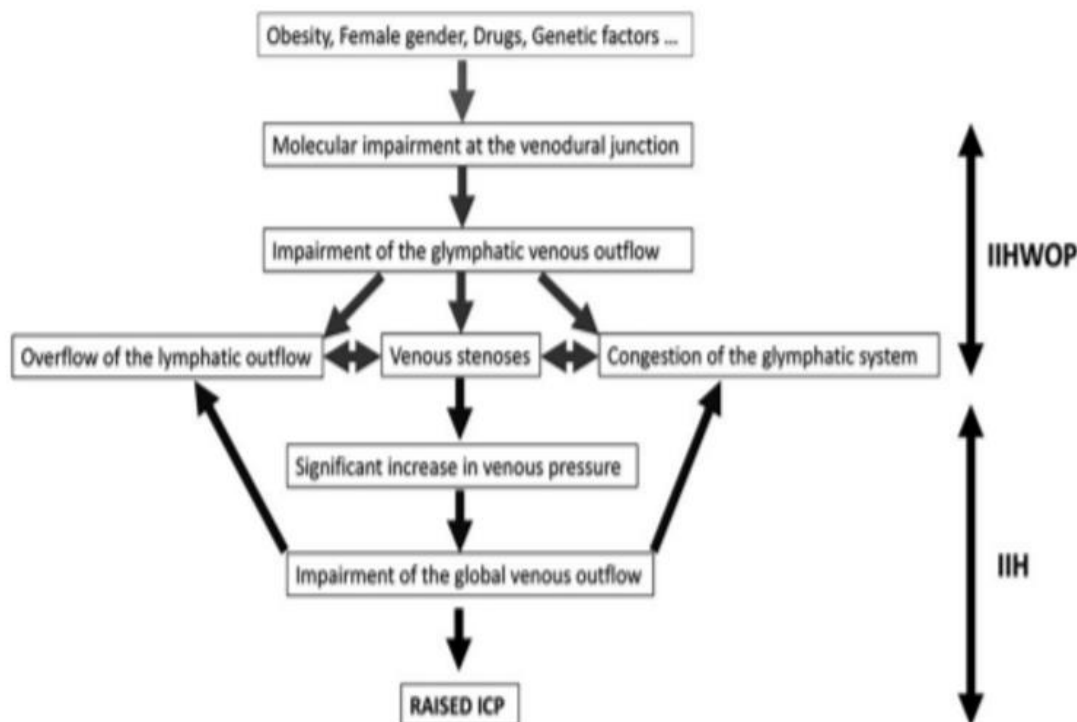 Obesity, Female gender, Drugs, Genetic factors ...
Molecular impairment at the venodural junction
Impairment of the glymphatic venous outflow
IIHWOP
Overflow of the lymphatic outflow
Venous stenoses
Congestion of the glymphatic system
Significant increase in venous pressure
Impairment of the global venous outflow
IIH
RAISED ICP